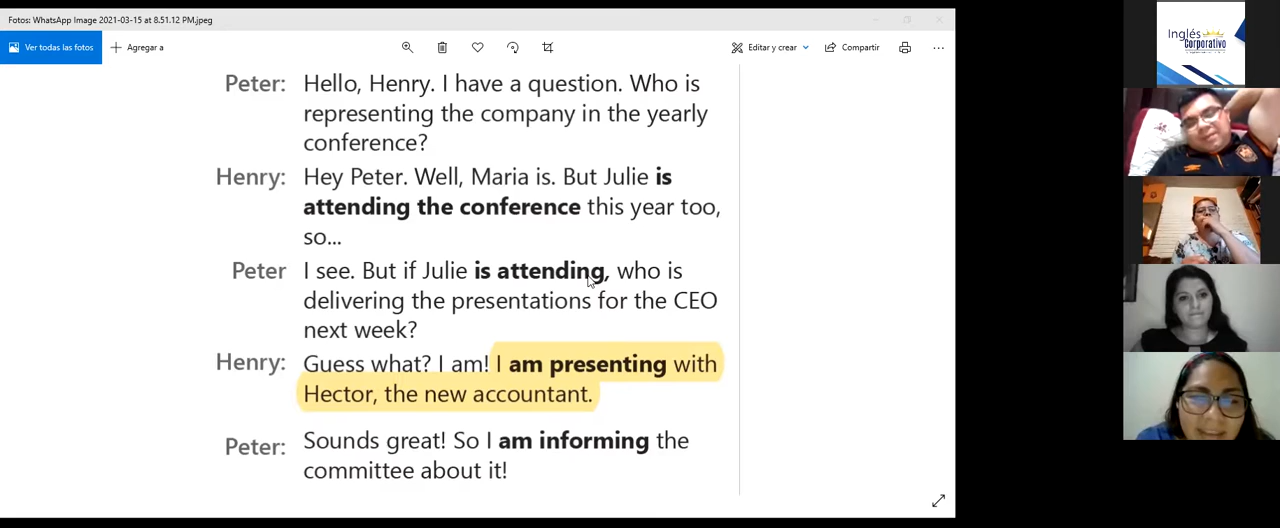 Fotos: WhatsApp Image 2021-03-15 at 8.51.12 PM.jpeg
Ver todas las fotos
Agregar a
Editar y crear
Compartir
Peter: Hello, Henry. I have a question. Who is
representing the company in the yearly
conference?
Henry: Hey Peter. Well, Maria is. But Julie is
attending the conference this year too,
so...
Peter I see. But if Julie is attending, who is
delivering the presentations for the CEO
next week?
Henry: Guess what? I am! I am presenting with
Hector, the new accountant.
Peter: Sounds great! So I am informing the
committee about it!
Inglés
Corporativo